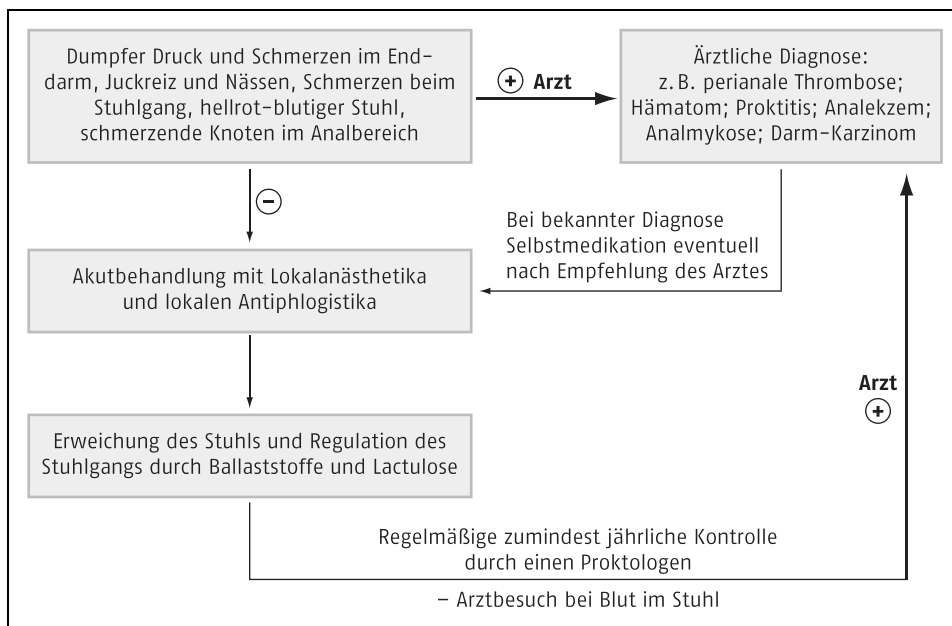 Dumpfer Druck und Schmerzen im End-
darm, Juckreiz und Nässen, Schmerzen beim
Stuhlgang, hellrot-blutiger Stuhl,
schmerzende Knoten im Analbereich
+ Arzt
Ärztliche Diagnose:
z. B. perianale Thrombose;
Hämatom; Proktitis; Analekzem;
Analmykose; Darm-Karzinom
–
Bei bekannter Diagnose
Selbstmedikation eventuell
nach Empfehlung des Arztes
Akutbehandlung mit Lokalanästhetika
und lokalen Antiphlogistika
Arzt
+
Erweichung des Stuhls und Regulation des
Stuhlgangs durch Ballaststoffe und Lactulose
Regelmäßige zumindest jährliche Kontrolle
durch einen Proktologen
– Arztbesuch bei Blut im Stuhl